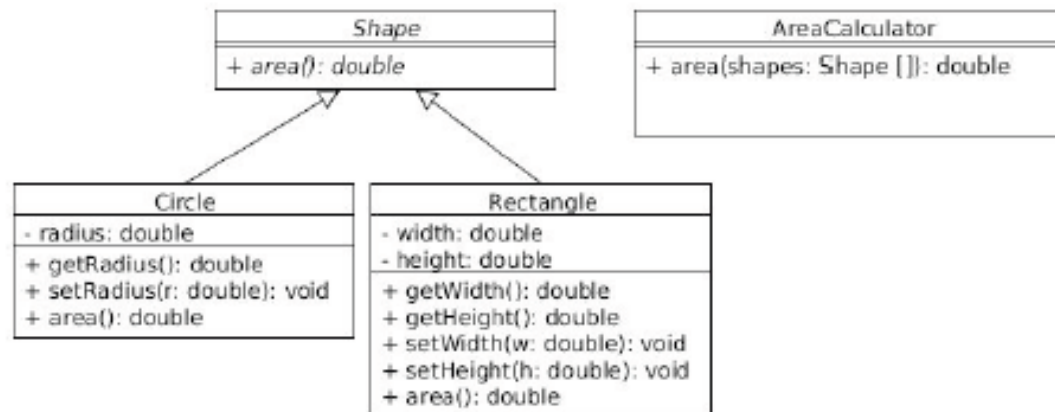 Shape
+ area(): double
AreaCalculator
+ area(shapes: Shape []): double
Circle
- radius: double
+ getRadius(): double
+ setRadius(r: double): void
+ area(): double
Rectangle
- width: double
- height: double
+ getWidth(): double
+ getHeight(): double
+ setWidth(w: double): void
+ setHeight(h: double): void
+ area(): double